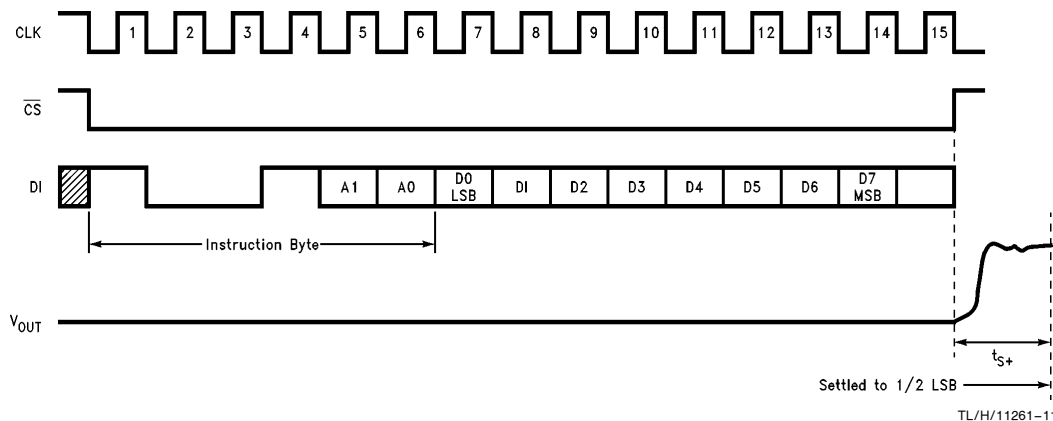 CLK 1 2 3 4 5 6 7 8 9 10 11 12 13 14 15
CS
DI A1 A0 D0 LSB DI D2 D3 D4 D5 D6 D7 MSB
Instruction Byte
VOUT
tS+
Settled to 1/2 LSB
TL/H/11261-11